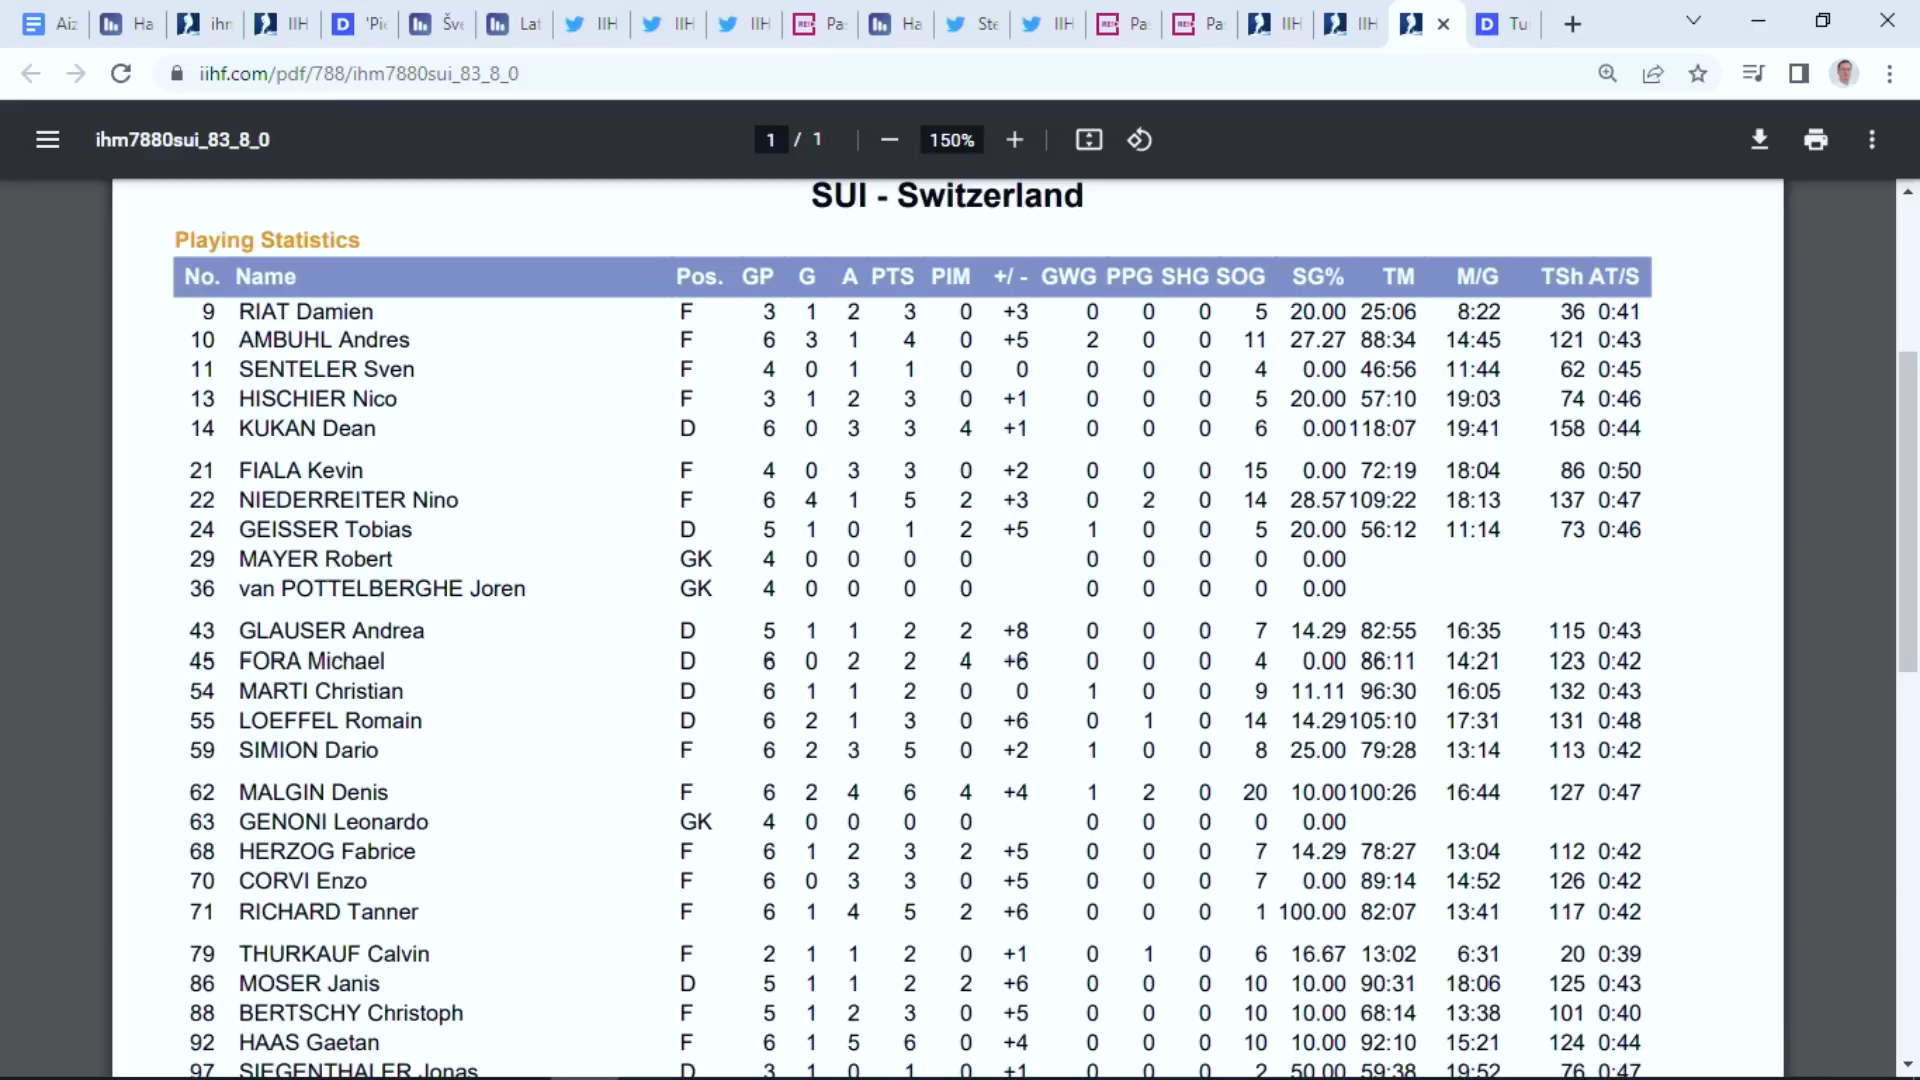 Aiz Ha ihm IIH 'Pie Šve Lat IIH IIH IIH Pa: Ha Ste IIH Pa Pa IIH IIH Tu
iihf.com/pdf/788/ihm7880sui_83_8_0
ihm7880sui_83_8_0 1 / 1 150%
SUI - Switzerland
Playing Statistics
No. Name Pos. GP G A PTS PIM +/- GWG PPG SHG SOG SG% TM M/G TSh AT/S
9 RIAT Damien F 3 1 2 3 0 +3 0 0 0 5 20.00 25:06 8:22 36 0:41
10 AMBUHL Andres F 6 3 1 4 0 +5 2 0 0 11 27.27 88:34 14:45 121 0:43
11 SENTELER Sven F 4 0 1 1 0 0 0 0 0 4 0.00 46:56 11:44 62 0:45
13 HISCHIER Nico F 3 1 2 3 0 +1 0 0 0 5 20.00 57:10 19:03 74 0:46
14 KUKAN Dean D 6 0 3 3 4 +1 0 0 0 6 0.00 118:07 19:41 158 0:44
21 FIALA Kevin F 4 0 3 3 0 +2 0 0 0 15 0.00 72:19 18:04 86 0:50
22 NIEDERREITER Nino F 6 4 1 5 2 +3 0 2 0 14 28.57 109:22 18:13 137 0:47
24 GEISSER Tobias D 5 1 0 1 2 +5 1 0 0 5 20.00 56:12 11:14 73 0:46
29 MAYER Robert GK 4 0 0 0 0 0 0 0 0 0.00
36 van POTTELBERGHE Joren GK 4 0 0 0 0 0 0 0 0 0.00
43 GLAUSER Andrea D 5 1 1 2 2 +8 0 0 0 7 14.29 82:55 16:35 115 0:43
45 FORA Michael D 6 0 2 2 4 +6 0 0 0 4 0.00 86:11 14:21 123 0:42
54 MARTI Christian D 6 1 1 2 0 0 1 0 0 9 11.11 96:30 16:05 132 0:43
55 LOEFFEL Romain D 6 2 1 3 0 +6 0 1 0 14 14.29 105:10 17:31 131 0:48
59 SIMION Dario F 6 2 3 5 0 +2 1 0 0 8 25.00 79:28 13:14 113 0:42
62 MALGIN Denis F 6 2 4 6 4 +4 1 2 0 20 10.00 100:26 16:44 127 0:47
63 GENONI Leonardo GK 4 0 0 0 0 0 0 0 0 0.00
68 HERZOG Fabrice F 6 1 2 3 2 +5 0 0 0 7 14.29 78:27 13:04 112 0:42
70 CORVI Enzo F 6 0 3 3 0 +5 0 0 0 7 0.00 89:14 14:52 126 0:42
71 RICHARD Tanner F 6 1 4 5 2 +6 0 0 0 1 100.00 82:07 13:41 117 0:42
79 THURKAUF Calvin F 2 1 1 2 0 +1 0 1 0 6 16.67 13:02 6:31 20 0:39
86 MOSER Janis D 5 1 1 2 2 +6 0 0 0 10 10.00 90:31 18:06 125 0:43
88 BERTSCHY Christoph F 5 1 2 3 0 +5 0 0 0 10 10.00 68:14 13:38 101 0:40
92 HAAS Gaetan F 6 1 5 6 0 +4 0 0 0 10 10.00 92:10 15:21 124 0:44
97 SIEGENTHALER Jonas D 3 1 0 1 0 +1 0 0 0 2 50.00 59:38 19:52 76 0:47